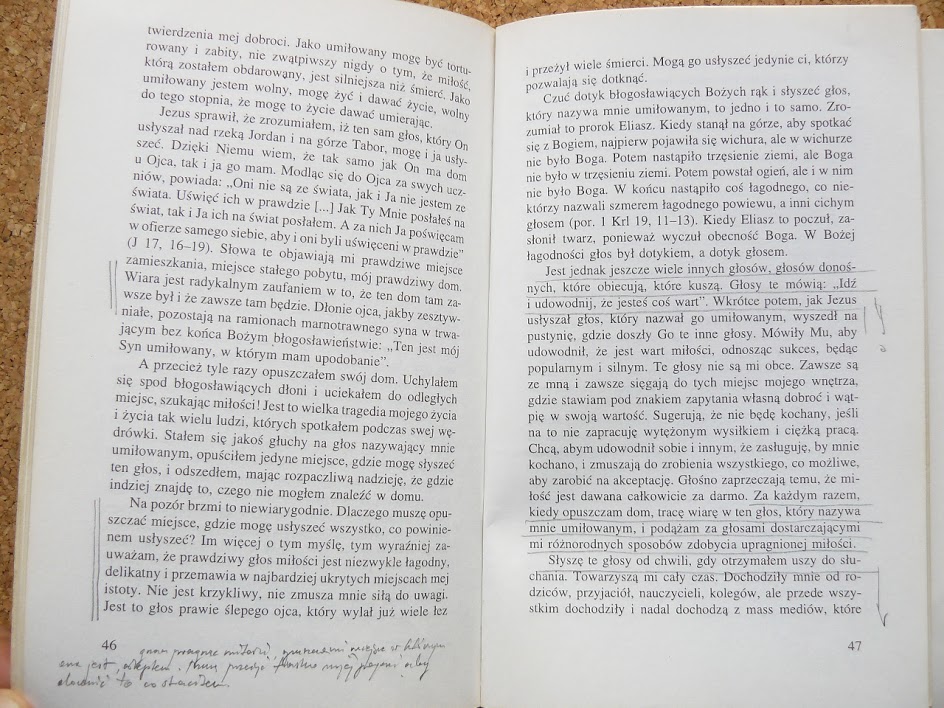 twierdzenia mej dobroci. Jako umiłowany mogę być tortu-
rowany i zabity, nie zwątpiwszy nigdy o tym, że miłość,
którą zostałem obdarowany, jest silniejsza niż śmierć. Jako
umiłowany jestem wolny, mogę żyć i dawać życie, wolny
do tego stopnia, że mogę to życie dawać umierając.
Jezus sprawił, że zrozumiałem, iż ten sam głos, który On
usłyszał nad rzeką Jordan i na górze Tabor, mogę i ja usły-
szeć. Dzięki Niemu wiem, że tak samo jak On ma dom
u Ojca, tak i ja go mam. Modląc się do Ojca za swych ucz-
niów, powiada: „Oni nie są ze świata, jak i Ja nie jestem ze
świata. Uświęć ich w prawdzie [...] Jak Ty Mnie posłałeś na
świat, tak i Ja ich na świat posłałem. A za nich Ja poświęcam
w ofierze samego siebie, aby i oni byli uświęceni w prawdzie”
(J 17, 16–19). Słowa te objawiają mi prawdziwe miejsce
zamieszkania, miejsce stałego pobytu, mój prawdziwy dom.
Wiara jest radykalnym zaufaniem w to, że ten dom tam za-
wsze był i że zawsze tam będzie. Dłonie ojca, jakby zesztyw-
niałe, pozostają na ramionach marnotrawnego syna w trwa-
jącym bez końca Bożym błogosławieństwie: „Ten jest mój
Syn umiłowany, w którym mam upodobanie”.
A przecież tyle razy opuszczałem swój dom. Uchylałem
się spod błogosławiących dłoni i uciekałem do odległych
miejsc, szukając miłości! Jest to wielka tragedia mojego życia
i życia tak wielu ludzi, których spotkałem podczas swej wę-
drówki. Stałem się jakoś głuchy na głos nazywający mnie
umiłowanym, opuściłem jedyne miejsce, gdzie mogę słyszeć
ten głos, i odszedłem, mając rozpaczliwą nadzieję, że gdzie
indziej znajdę to, czego nie mogłem znaleźć w domu.
Na pozór brzmi to niewiarygodnie. Dlaczego muszę opu-
szczać miejsce, gdzie mogę usłyszeć wszystko, co powinie-
nem usłyszeć? Im więcej o tym myślę, tym wyraźniej za-
uważam, że prawdziwy głos miłości jest niezwykle łagodny,
delikatny i przemawia w najbardziej ukrytych miejscach mej
istoty. Nie jest krzykliwy, nie zmusza mnie siłą do uwagi.
Jest to głos prawie ślepego ojca, który wylał już wiele łez
46
i przeżył wiele śmierci. Mogą go usłyszeć jedynie ci, którzy
pozwalają się dotknąć.
Czuć dotyk błogosławiących Bożych rąk i słyszeć głos,
który nazywa mnie umiłowanym, to jedno i to samo. Zro-
zumiał to prorok Eliasz. Kiedy stanął na górze, aby spotkać
się z Bogiem, najpierw pojawiła się wichura, ale w wichurze
nie było Boga. Potem nastąpiło trzęsienie ziemi, ale Boga
nie było w trzęsieniu ziemi. Potem powstał ogień, ale i w nim
nie było Boga. W końcu nastąpiło coś łagodnego, co nie-
którzy nazwali szmerem łagodnego powiewu, a inni cichym
głosem (por. I Krl 19, 11–13). Kiedy Eliasz to poczuł, za-
słonił twarz, ponieważ wyczuł obecność Boga. W Bożej
łagodności głos był dotykiem, a dotyk głosem.
Jest jednak jeszcze wiele innych głosów, głosów donoś-
nych, które obiecują, które kuszą. Głosy te mówią: „Idź
i udowodnij, że jesteś coś wart”. Wkrótce potem, jak Jezus
usłyszał głos, który nazwał go umiłowanym, wyszedł na
pustynię, gdzie doszły Go te inne głosy. Mówiły Mu, aby
udowodnił, że jest wart miłości, odnosząc sukces, będąc
popularnym i silnym. Te głosy nie są mi obce. Zawsze są
ze mną i zawsze sięgają do tych miejsc mojego wnętrza,
gdzie stawiam pod znakiem zapytania własną dobroć i wąt-
pię w swoją wartość. Sugerują, że nie będę kochany, jeśli
na to nie zapracuję wytężonym wysiłkiem i ciężką pracą.
Chcą, abym udowodnił sobie i innym, że zasługuję, by mnie
kochano, i zmuszają do zrobienia wszystkiego, co możliwe,
aby zarobić na akceptację. Głośno zaprzeczają temu, że mi-
łość jest dawana całkowicie za darmo. Za każdym razem,
kiedy opuszczam dom, tracę wiarę w ten głos, który nazywa
mnie umiłowanym, i podążam za głosami dostarczającymi
mi różnorodnych sposobów zdobycia upragnionej miłości.
Słyszę te głosy od chwili, gdy otrzymałem uszy do słu-
chania. Towarzyszą mi cały czas. Dochodziły mnie od ro-
dziców, przyjaciół, nauczycieli, kolegów, ale przede wszy-
stkim dochodziły i nadal dochodzą z mass mediów, które
47